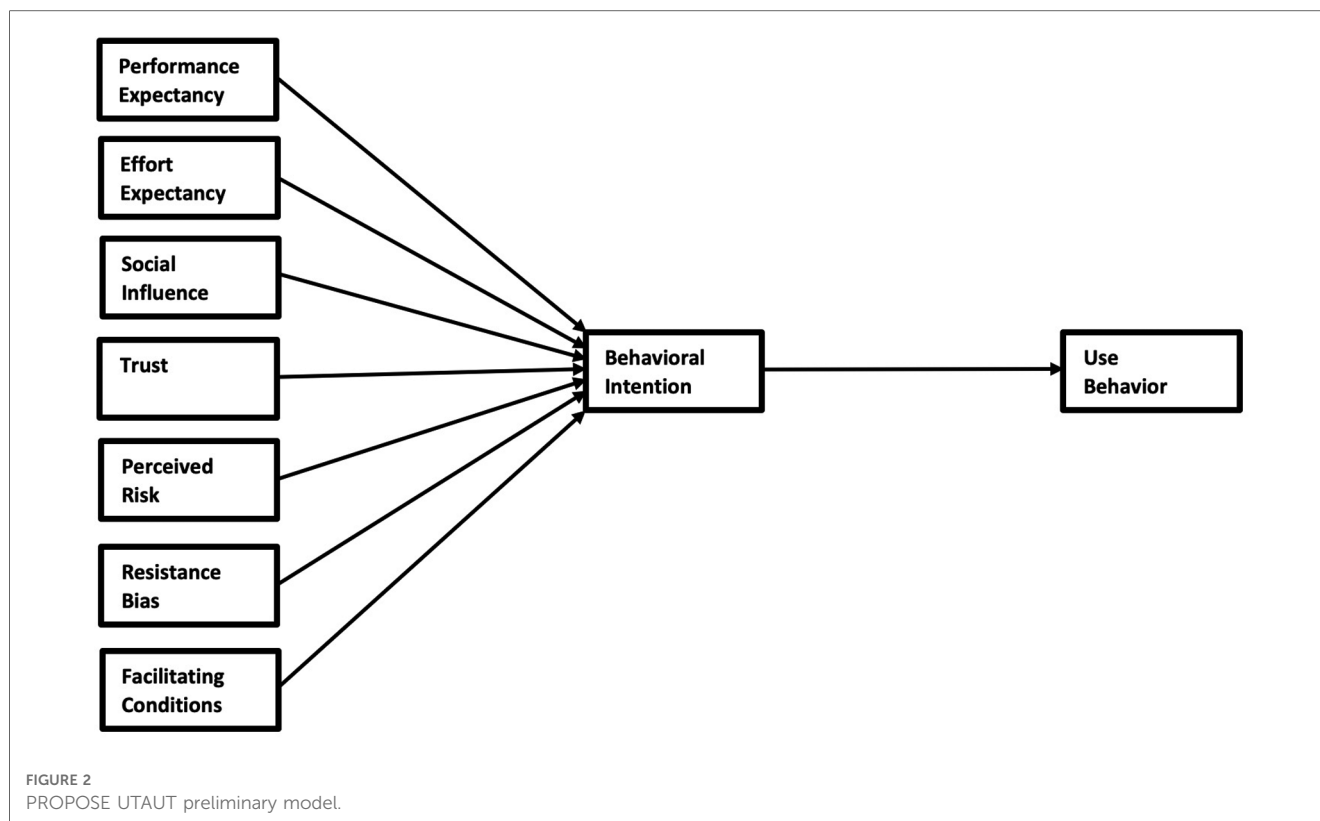 Performance
Expectancy
Effort
Expectancy
Social
Influence
Trust
Perceived
Risk
Resistance
Bias
Facilitating
Conditions
Behavioral
Intention
Use
Behavior
FIGURE 2
PROPOSE UTAUT preliminary model.